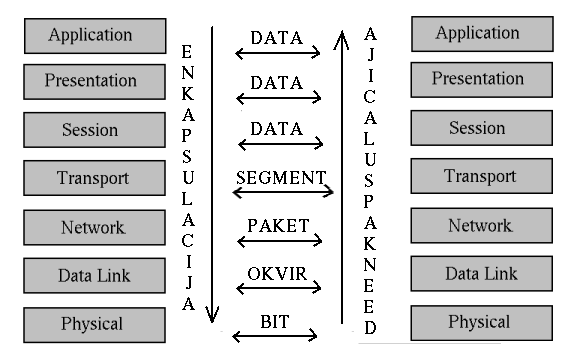 Application
Presentation
Session
Transport
Network
Data Link
Physical
ENKAPSULACIJA
DATA
DATA
DATA
SEGMENT
PAKET
OKVIR
BIT
AJICALUSPAKNEED
Application
Presentation
Session
Transport
Network
Data Link
Physical